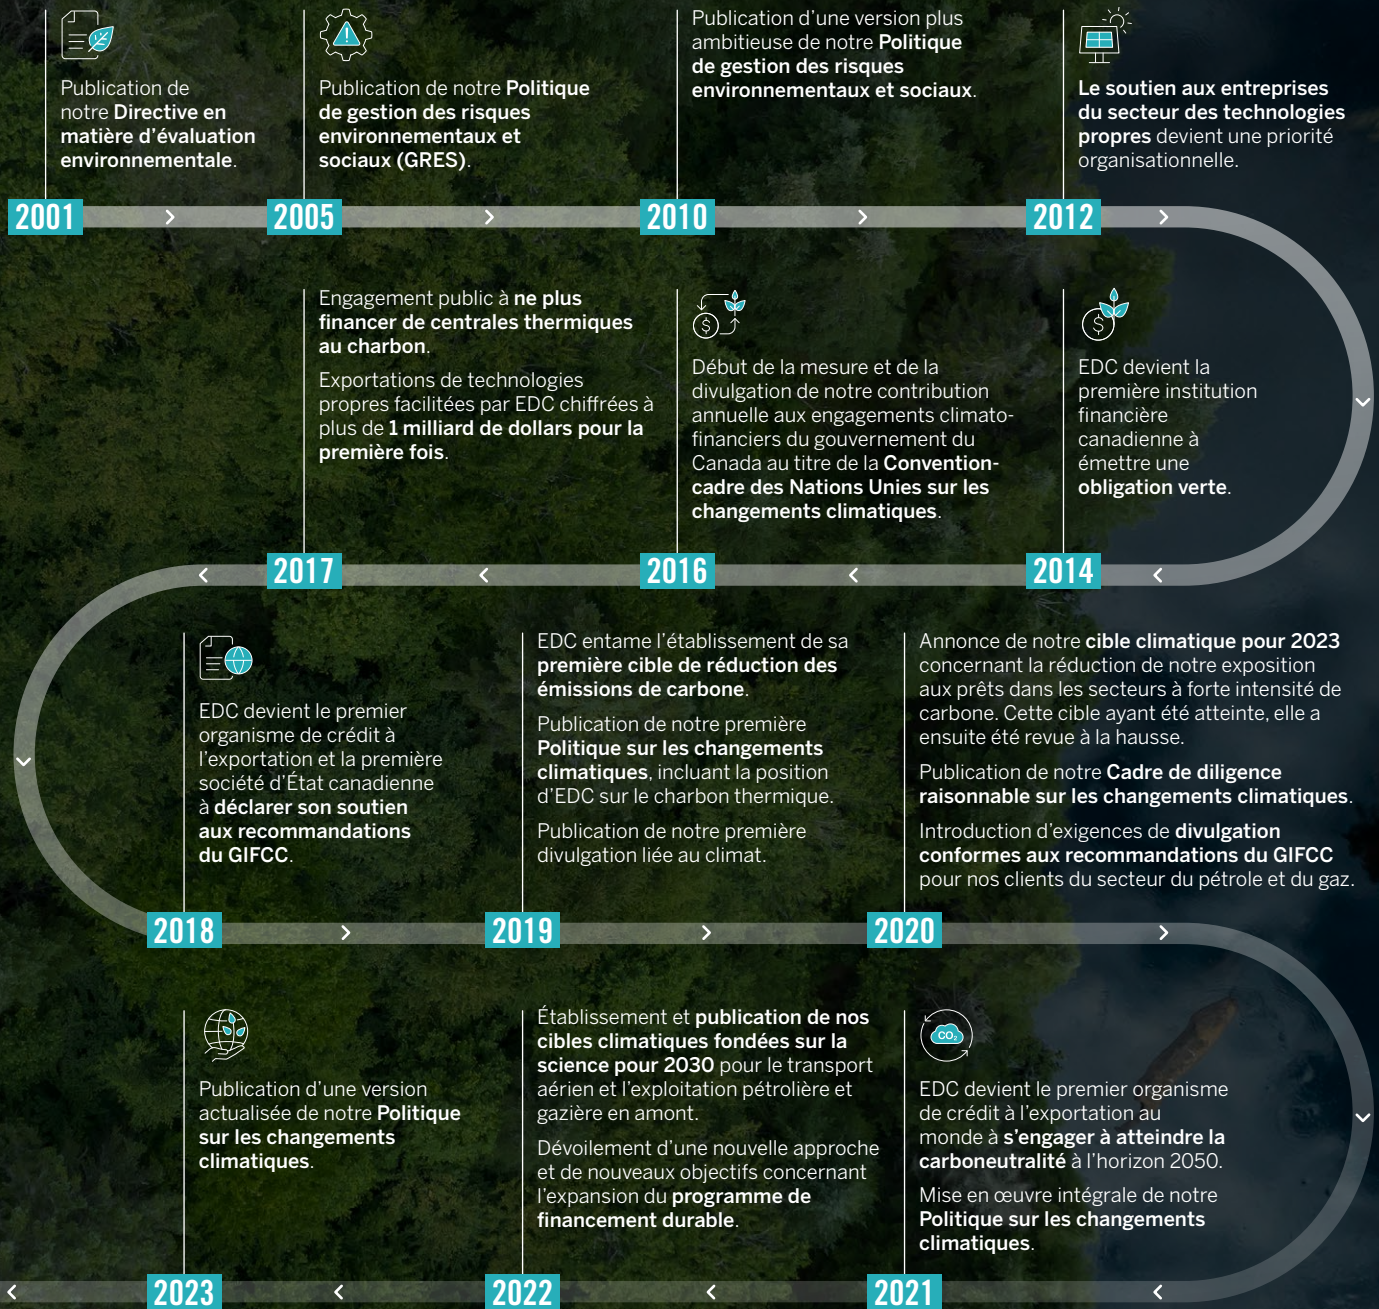 Publication de
notre Directive en
matière d'évaluation
environnementale.
2001
Publication de notre Politique
de gestion des risques
environnementaux et
sociaux (GRES).
2005
Publication d'une version plus
ambitieuse de notre Politique
de gestion des risques
environnementaux et sociaux.
2010
Le soutien aux entreprises
du secteur des technologies
propres devient une priorité
organisationnelle.
2012
$
EDC devient la
première institution
financière
canadienne à
émettre une
obligation verte.
2014
$
Début de la mesure et de la
divulgation de notre contribution
annuelle aux engagements climato-
financiers du gouvernement du
Canada au titre de la Convention-
cadre des Nations Unies sur les
changements climatiques.
2016
Engagement public à ne plus
financer de centrales thermiques
au charbon.
Exportations de technologies
propres facilitées par EDC chiffrées à
plus de 1 milliard de dollars pour la
première fois.
2017
EDC devient le premier
organisme de crédit à
l'exportation et la première
société d'État canadienne
à déclarer son soutien
aux recommandations
du GIFCC.
2018
EDC entame l'établissement de sa
première cible de réduction des
émissions de carbone.
Publication de notre première
Politique sur les changements
climatiques, incluant la position
d'EDC sur le charbon thermique.
Publication de notre première
divulgation liée au climat.
2019
Annonce de notre cible climatique pour 2023
concernant la réduction de notre exposition
aux prêts dans les secteurs à forte intensité de
carbone. Cette cible ayant été atteinte, elle a
ensuite été revue à la hausse.
Publication de notre Cadre de diligence
raisonnable sur les changements climatiques.
Introduction d'exigences de divulgation
conformes aux recommandations du GIFCC
pour nos clients du secteur du pétrole et du gaz.
2020
CO₂
EDC devient le premier organisme
de crédit à l'exportation au
monde à s'engager à atteindre la
carboneutralité à l'horizon 2050.
Mise en œuvre intégrale de notre
Politique sur les changements
climatiques.
2021
Établissement et publication de nos
cibles climatiques fondées sur la
science pour 2030 pour le transport
aérien et l'exploitation pétrolière et
gazière en amont.
Dévoilement d'une nouvelle approche
et de nouveaux objectifs concernant
l'expansion du programme de
financement durable.
2022
Publication d'une version
actualisée de notre Politique
sur les changements
climatiques.
2023